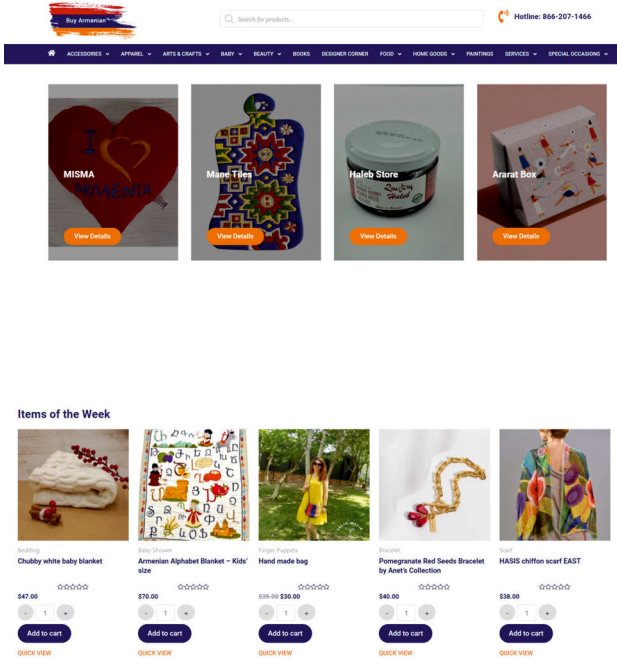 Buy Armenian
Search for products...
Hotline: 866-207-1466
ACCESSORIES
APPAREL
ARTS & CRAFTS
BABY
BEAUTY
BOOKS
DESIGNER CORNER
FOOD
HOME GOODS
PAINTINGS
SERVICES
SPECIAL OCCASIONS
I
ARMENIA
MISMA
View Details
Mane Tiles
View Details
Haleb
Haleb Store
View Details
Ararat Box
View Details
Items of the Week
Bedding
Chubby white baby blanket
$47.00
- 1 +
Add to cart
QUICK VIEW
Baby Shower
Armenian Alphabet Blanket – Kids'
size
$70.00
- 1 +
Add to cart
QUICK VIEW
Finger Puppets
Hand made bag
$35.00 $30.00
- 1 +
Add to cart
QUICK VIEW
Bracelet
Pomegranate Red Seeds Bracelet
by Anet's Collection
$40.00
- 1 +
Add to cart
QUICK VIEW
Scarf
HASIS chiffon scarf EAST
$38.00
- 1 +
Add to cart
QUICK VIEW